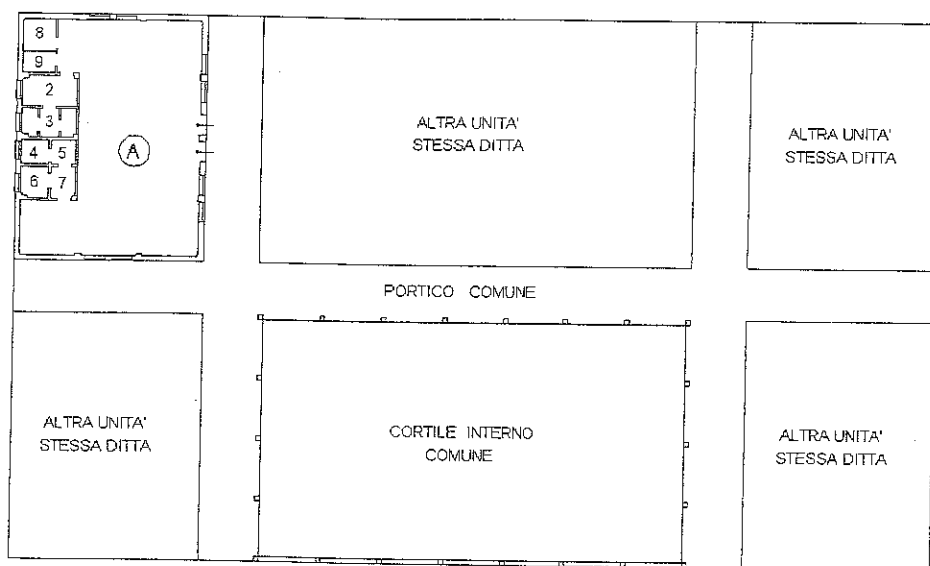 8
9
2
3
4 5
6 7
A
ALTRA UNITA'
STESSA DITTA
ALTRA UNITA'
STESSA DITTA
PORTICO COMUNE
ALTRA UNITA'
STESSA DITTA
CORTILE INTERNO
COMUNE
ALTRA UNITA'
STESSA DITTA